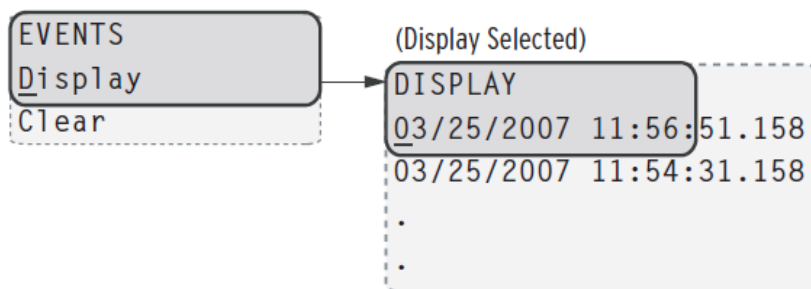 EVENTS
Display
Clear
(Display Selected)
DISPLAY
03/25/2007 11:56:51.158
03/25/2007 11:54:31.158
.
.